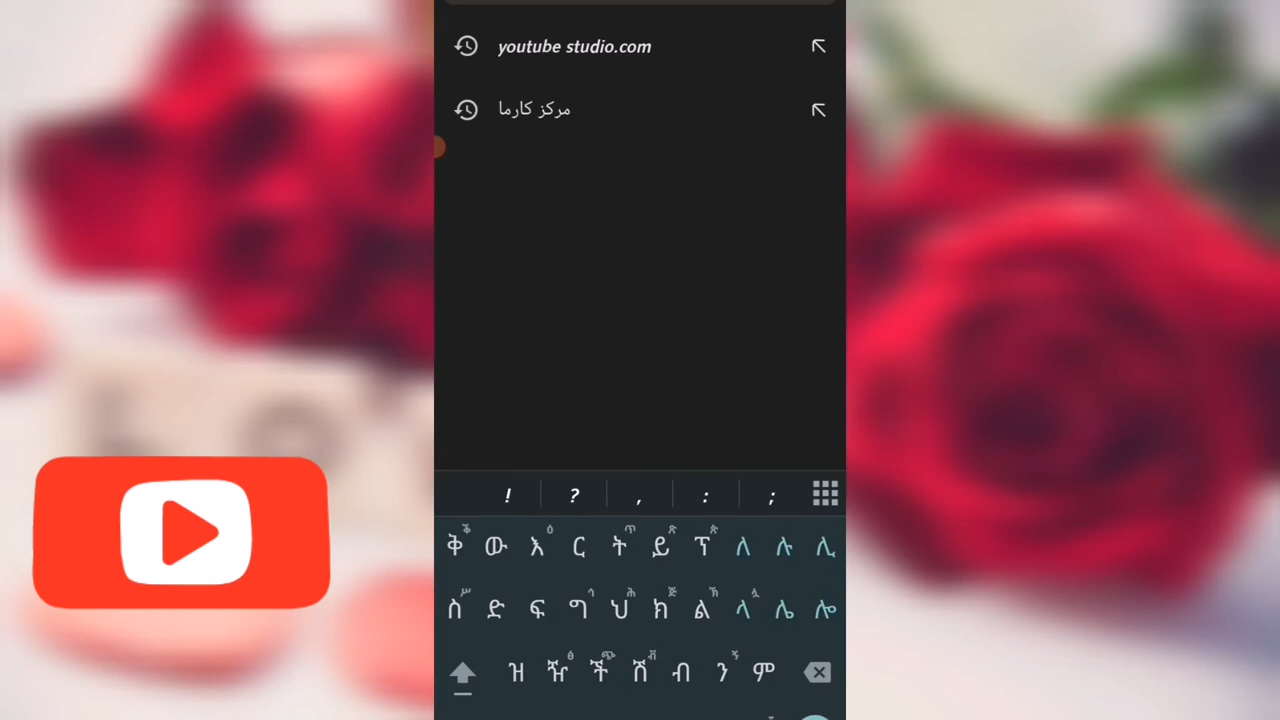 youtube studio.com
مركز كارما
! ? , : ;
ቅ ው እ ር ት ይ ፕ ለ ሉ ሊ
ስ ድ ፍ ግ ህ ክ ል ላ ሌ ሎ
ዝ ዥ ች ሽ ብ ን ም